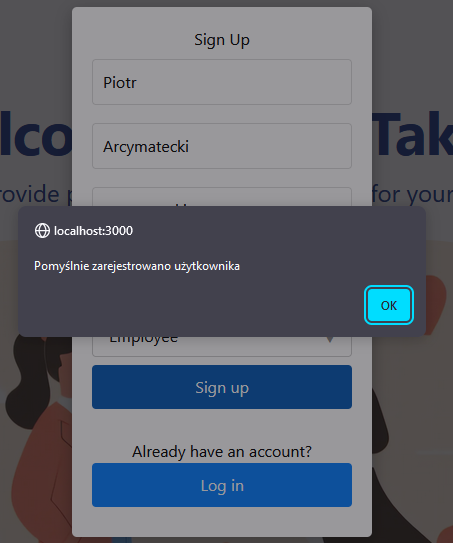 Sign Up
Piotr
Arcymatecki
lco Tak
rovide p for your
localhost:3000
Pomyślnie zarejestrowano użytkownika
OK
Employee
Sign up
Already have an account?
Log in